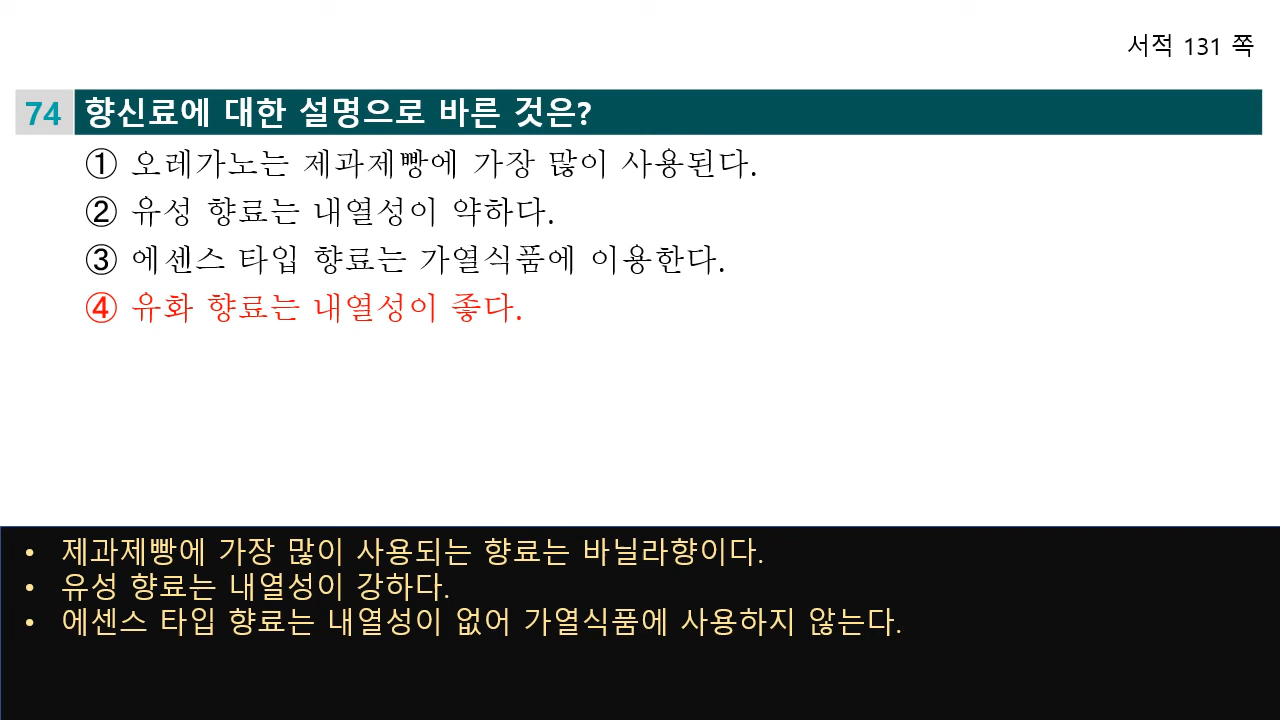 서적 131 쪽
74 향신료에 대한 설명으로 바른 것은?
① 오레가노는 제과제빵에 가장 많이 사용된다.
② 유성 향료는 내열성이 약하다.
③ 에센스 타입 향료는 가열식품에 이용한다.
④ 유화 향료는 내열성이 좋다.
• 제과제빵에 가장 많이 사용되는 향료는 바닐라향이다.
• 유성 향료는 내열성이 강하다.
• 에센스 타입 향료는 내열성이 없어 가열식품에 사용하지 않는다.